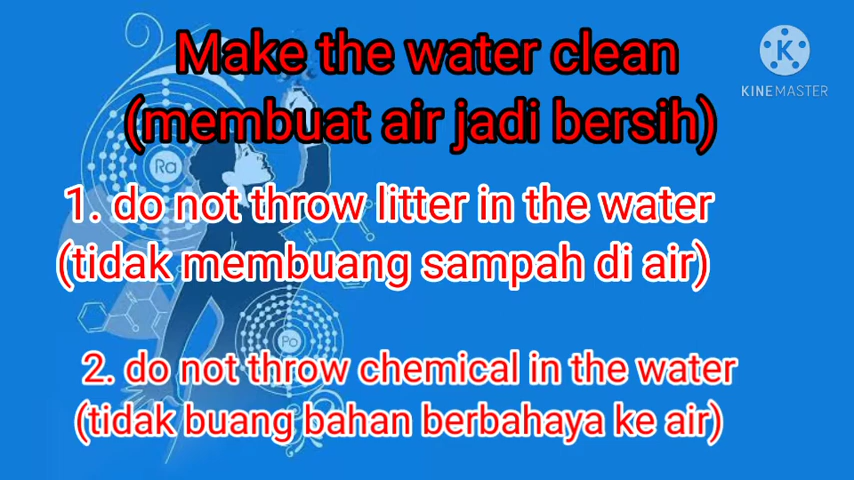 Make the water clean
(membuat air jadi bersih)
K
KINEMASTER
Ra
1. do not throw litter in the water
(tidak membuang sampah di air)
Po
2. do not throw chemical in the water
(tidak buang bahan berbahaya ke air)